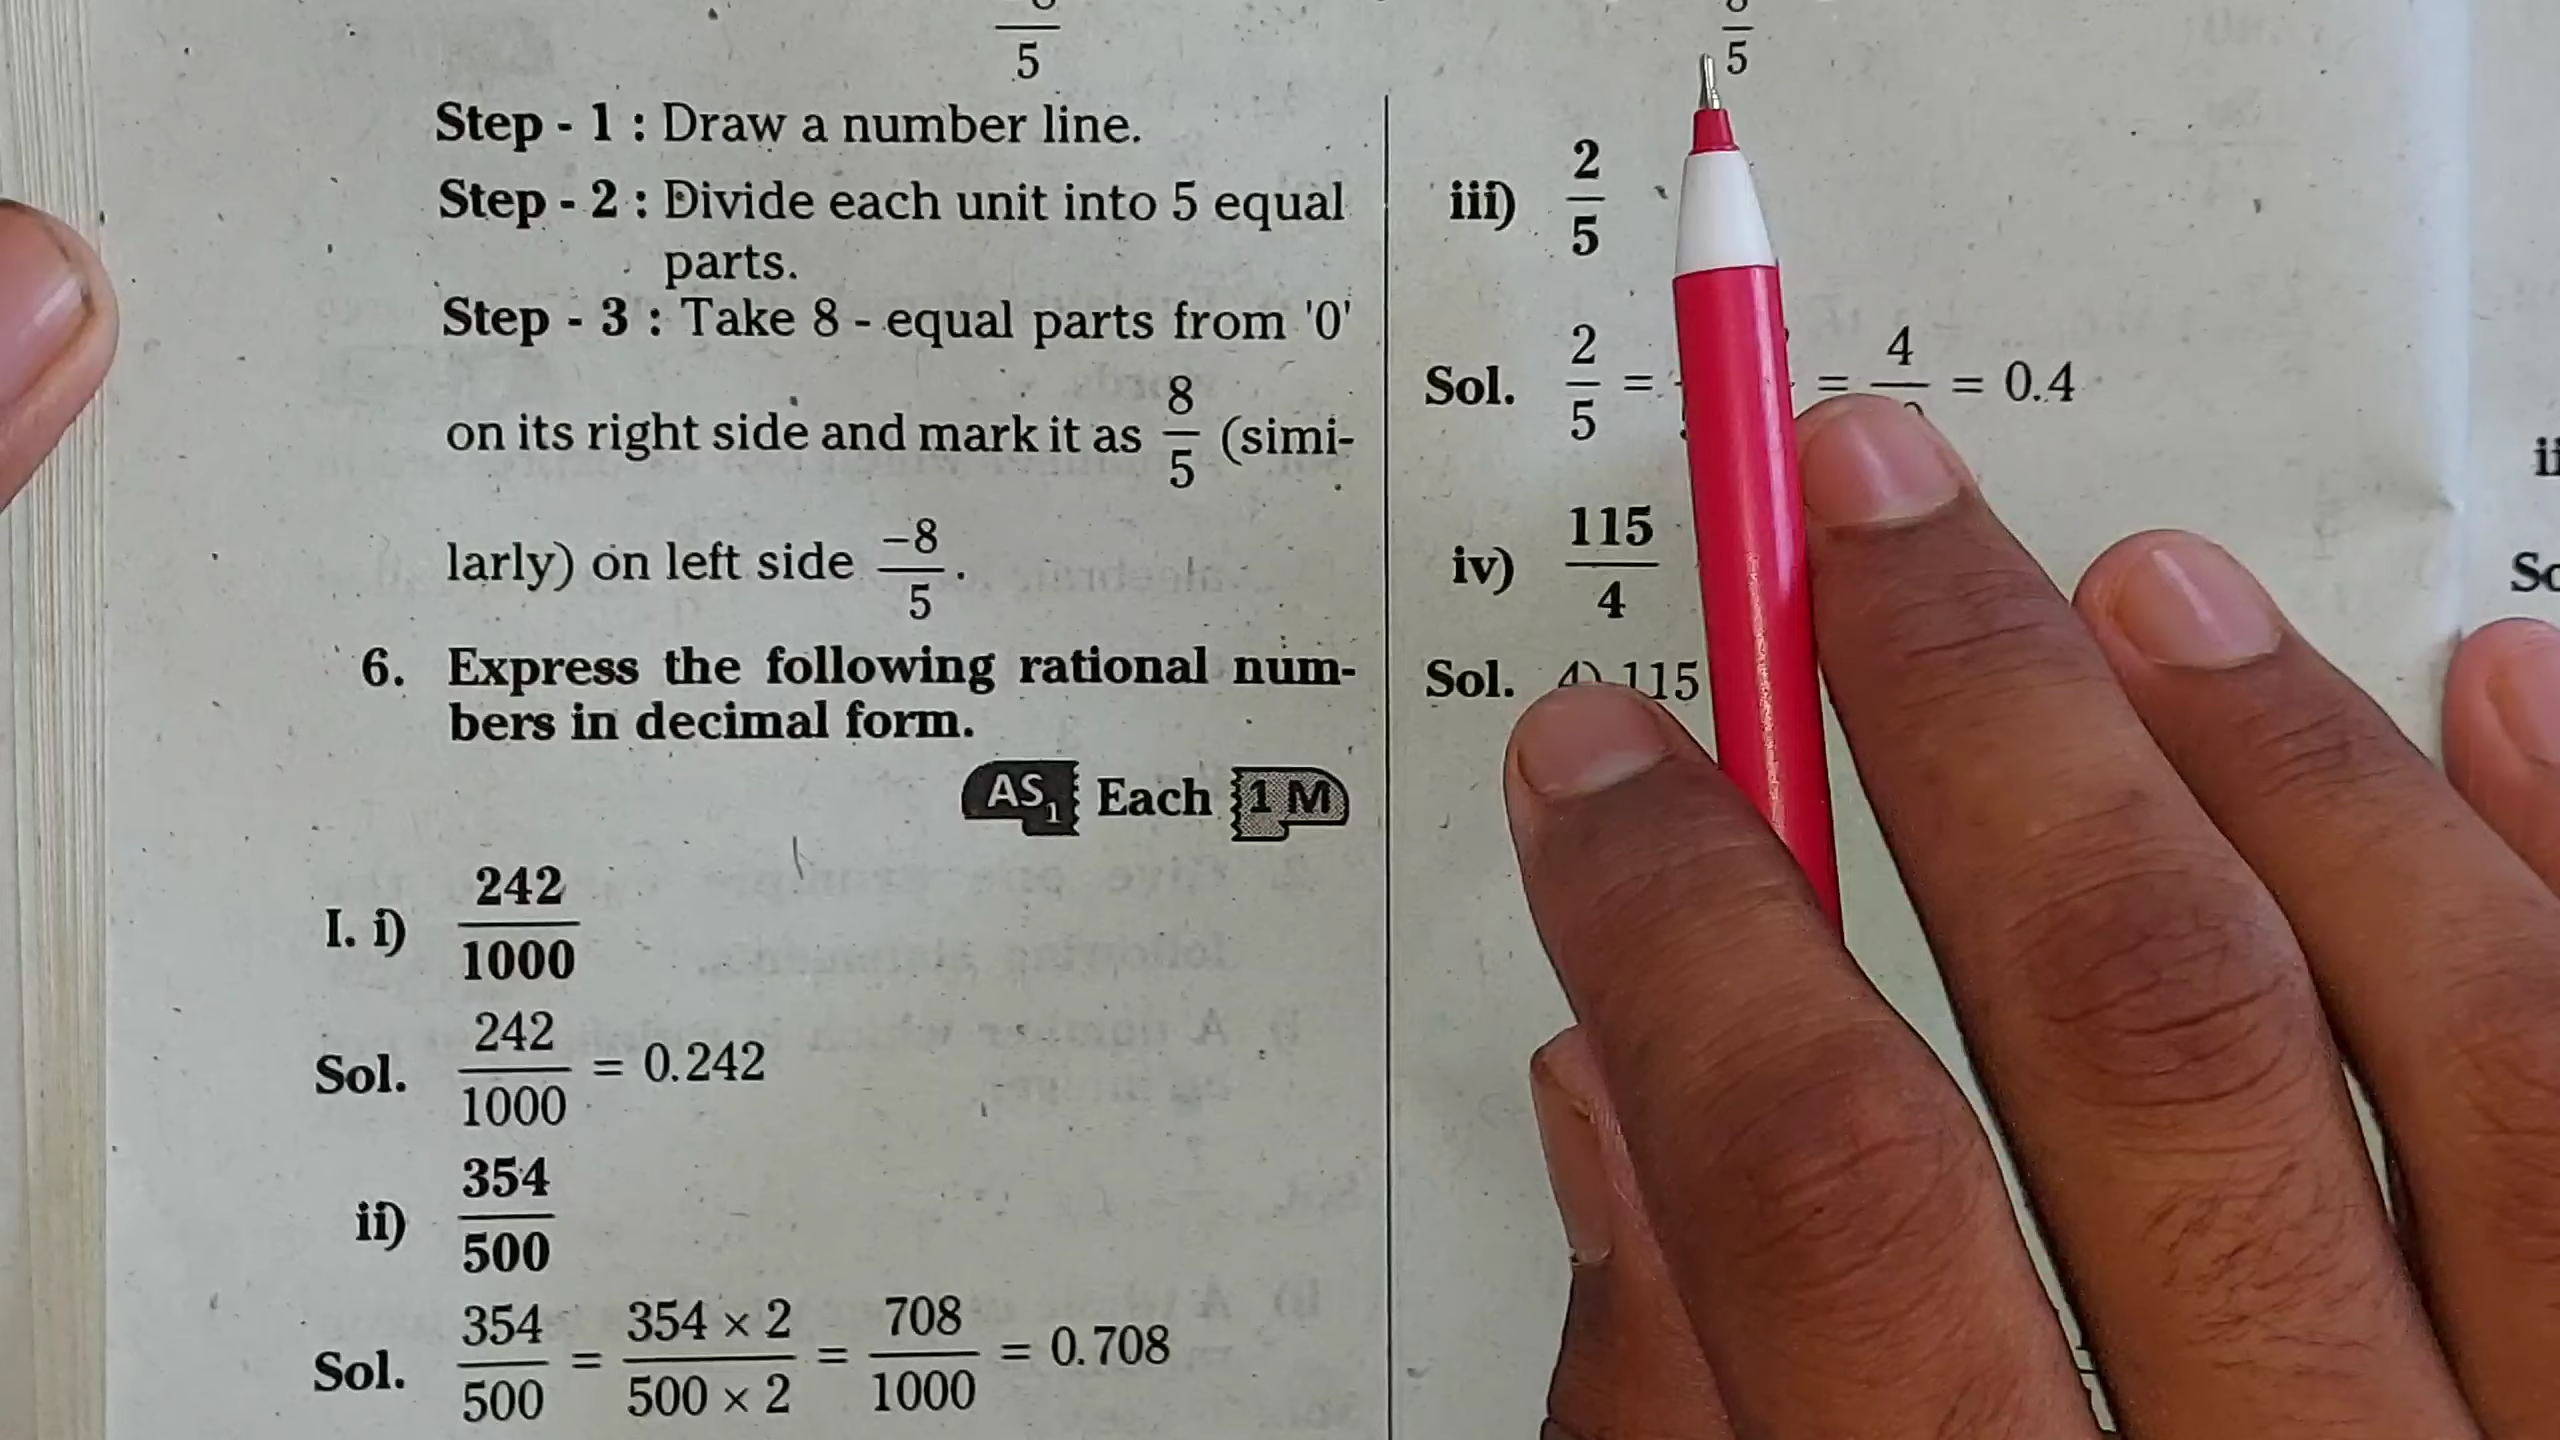 5
Step - 1 : Draw a number line.
Step - 2 : Divide each unit into 5 equal
parts.
Step - 3 : Take 8 - equal parts from '0'
on its right side and mark it as 8/5 (simi-
larly) on left side -8/5.
6. Express the following rational num-
bers in decimal form.
AS1 Each 1 M
I. i) 242/1000
Sol. 242/1000 = 0.242
ii) 354/500
Sol. 354/500 = 354 × 2/500 × 2 = 708/1000 = 0.708
5
iii) 2/5
Sol. 2/5 = = 4 = 0.4
iv) 115/4
Sol. 4) 115